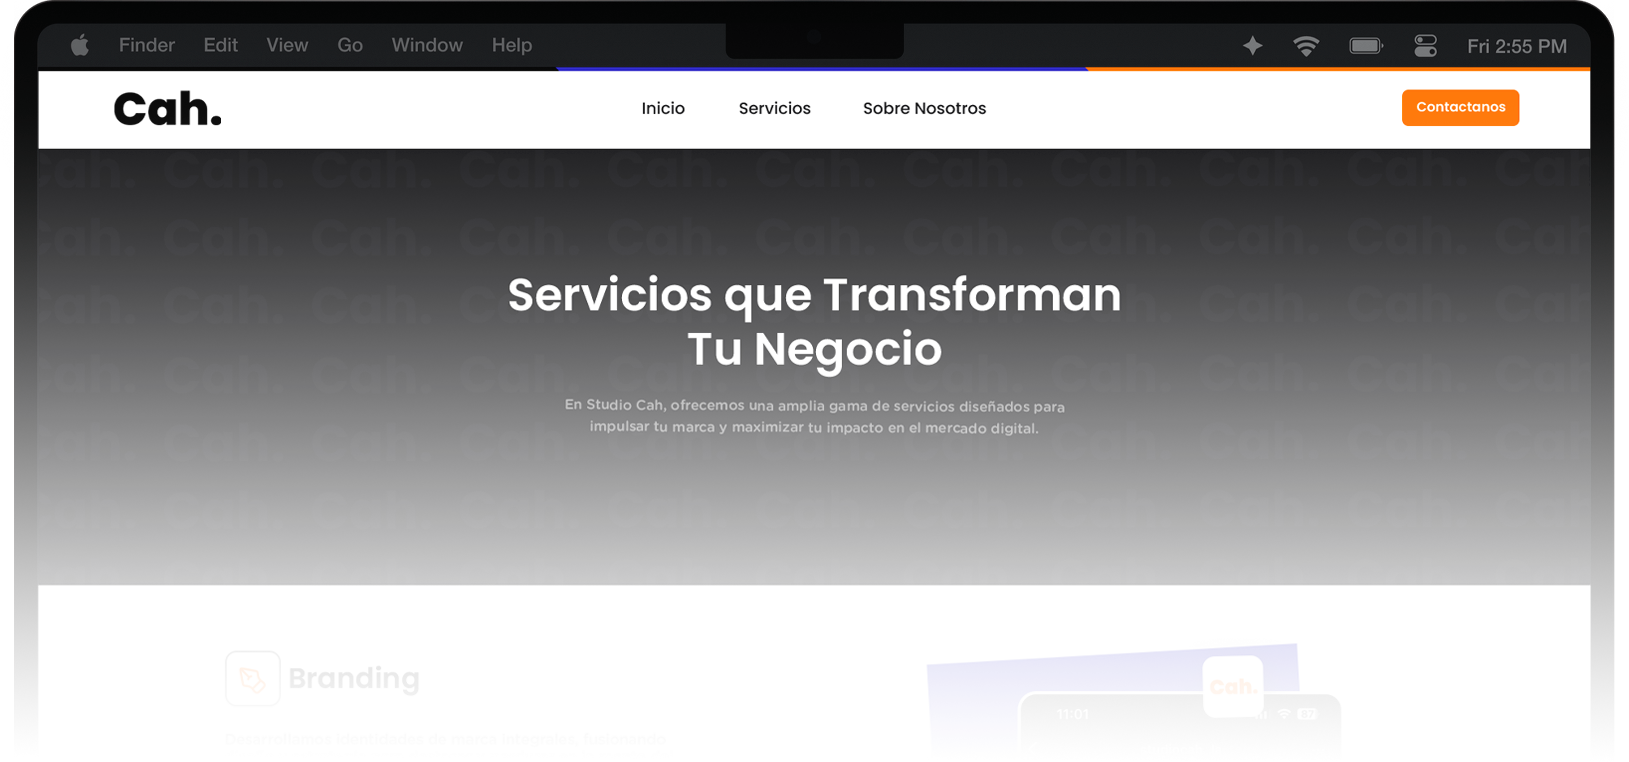 Finder Edit View Go Window Help Fri 2:55 PM
Cah. Inicio Servicios Sobre Nosotros Contactanos
Servicios que Transforman
Tu Negocio
En Studio Cah, ofrecemos una amplia gama de servicios diseñados para
impulsar tu marca y maximizar tu impacto en el mercado digital.
Branding
Cah.
11:01 67
Desarrollamos identidades de marca integrales, fusionando